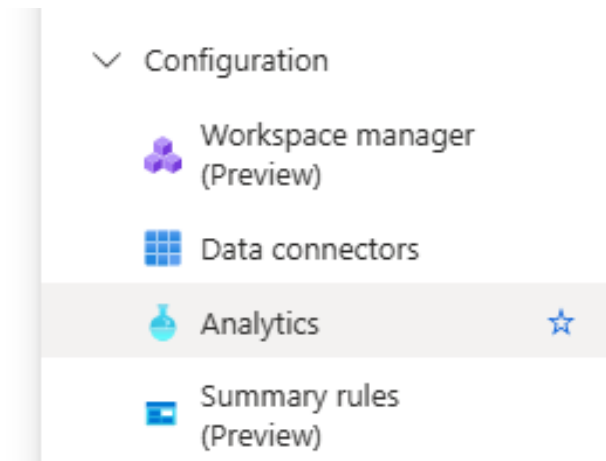 Configuration
Workspace manager
(Preview)
Data connectors
Analytics
Summary rules
(Preview)